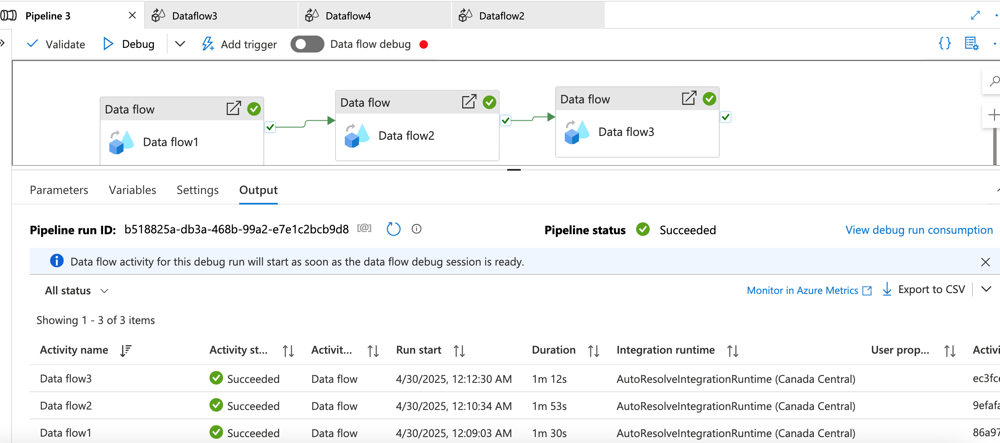 Pipeline 3
Dataflow3
Dataflow4
Dataflow2
Validate
Debug
Add trigger
Data flow debug
Data flow
Data flow1
Data flow
Data flow2
Data flow
Data flow3
Parameters
Variables
Settings
Output
Pipeline run ID: b518825a-db3a-468b-99a2-e7e1c2bcb9d8
Pipeline status Succeeded
View debug run consumption
Data flow activity for this debug run will start as soon as the data flow debug session is ready.
All status
Monitor in Azure Metrics
Export to CSV
Showing 1 - 3 of 3 items
Activity name Activity st... Activit... Run start Duration Integration runtime User prop... Activi
Data flow3 Succeeded Data flow 4/30/2025, 12:12:30 AM 1m 12s AutoResolveIntegrationRuntime (Canada Central) ec3fce
Data flow2 Succeeded Data flow 4/30/2025, 12:10:34 AM 1m 53s AutoResolveIntegrationRuntime (Canada Central) 9efafa
Data flow1 Succeeded Data flow 4/30/2025, 12:09:03 AM 1m 30s AutoResolveIntegrationRuntime (Canada Central) 86a97